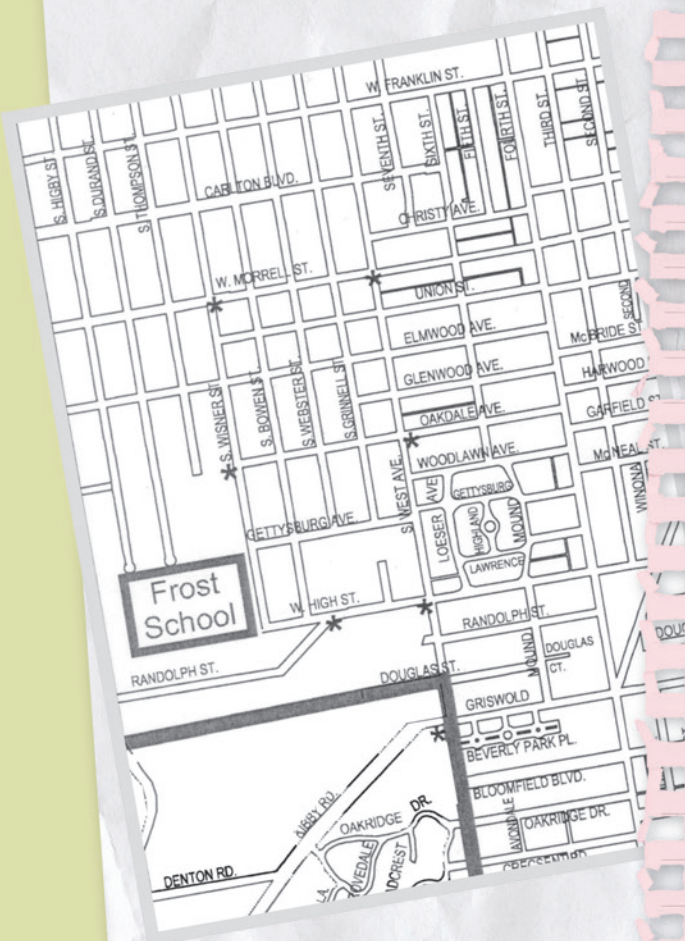 W. FRANKLIN ST.
S. HIGBY ST
S.DURAND ST.
S. THOMPSON ST.
CARLTON BLVD.
SEVENTH ST.
SIXTH ST.
FIFTH ST.
FOURTH ST.
THIRD ST.
SECOND ST.
CHRISTY AVE.
W. MORRELL ST.
UNION ST.
SECOND
ELMWOOD AVE.
McBRIDE ST
GLENWOOD AVE.
HARWOOD
S. WISNER ST
S. BOWEN ST.
S. WEBSTER ST.
S. GRINNELL ST.
OAKDALE AVE.
GARFIELD ST
WOODLAWN AVE.
McNEAL ST.
S. WEST AVE.
WINONA
GETTYSBURG
GETTYSBURG AVE.
LOESER AVE
HIGHLAND
MOUND
LAWRENCE
Frost
School
W. HIGH ST.
RANDOLPH ST.
RANDOLPH ST.
DOUGLAS ST.
MOUND
DOUGLAS
CT.
GRISWOLD
BEVERLY PARK PL.
BLOOMFIELD BLVD.
KIBBY RD.
OAKRIDGE DR.
AVONDALE
OAKRIDGE DR.
DENTON RD.